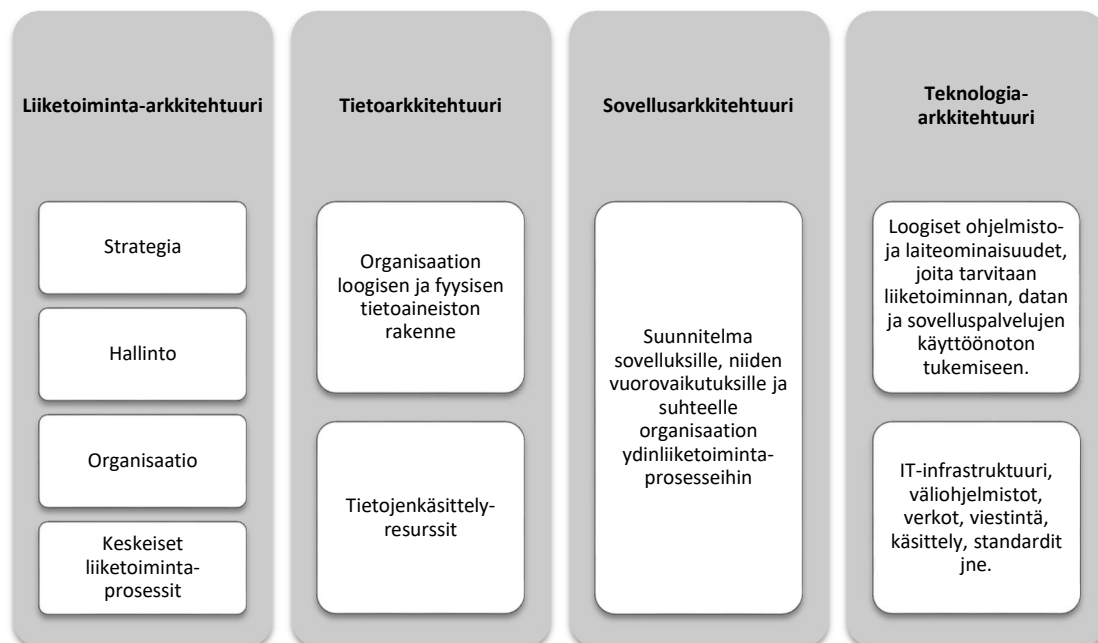 Liiketoiminta-arkkitehtuuri
Strategia
Hallinto
Organisaatio
Keskeiset
liiketoiminta-
prosessit
Tietoarkkitehtuuri
Organisaation
loogisen ja fyysisen
tietoaineiston
rakenne
Tietojenkäsittely-
resurssit
Sovellusarkkitehtuuri
Suunnitelma
sovelluksille, niiden
vuorovaikutuksille ja
suhteelle
organisaation
ydinliiketoiminta-
prosesseihin
Teknologia-
arkkitehtuuri
Loogiset ohjelmisto-
ja laiteominaisuudet,
joita tarvitaan
liiketoiminnan, datan
ja sovelluspalvelujen
käyttöönoton
tukemiseen.
IT-infrastruktuuri,
väliohjelmistot,
verkot, viestintä,
käsittely, standardit
jne.